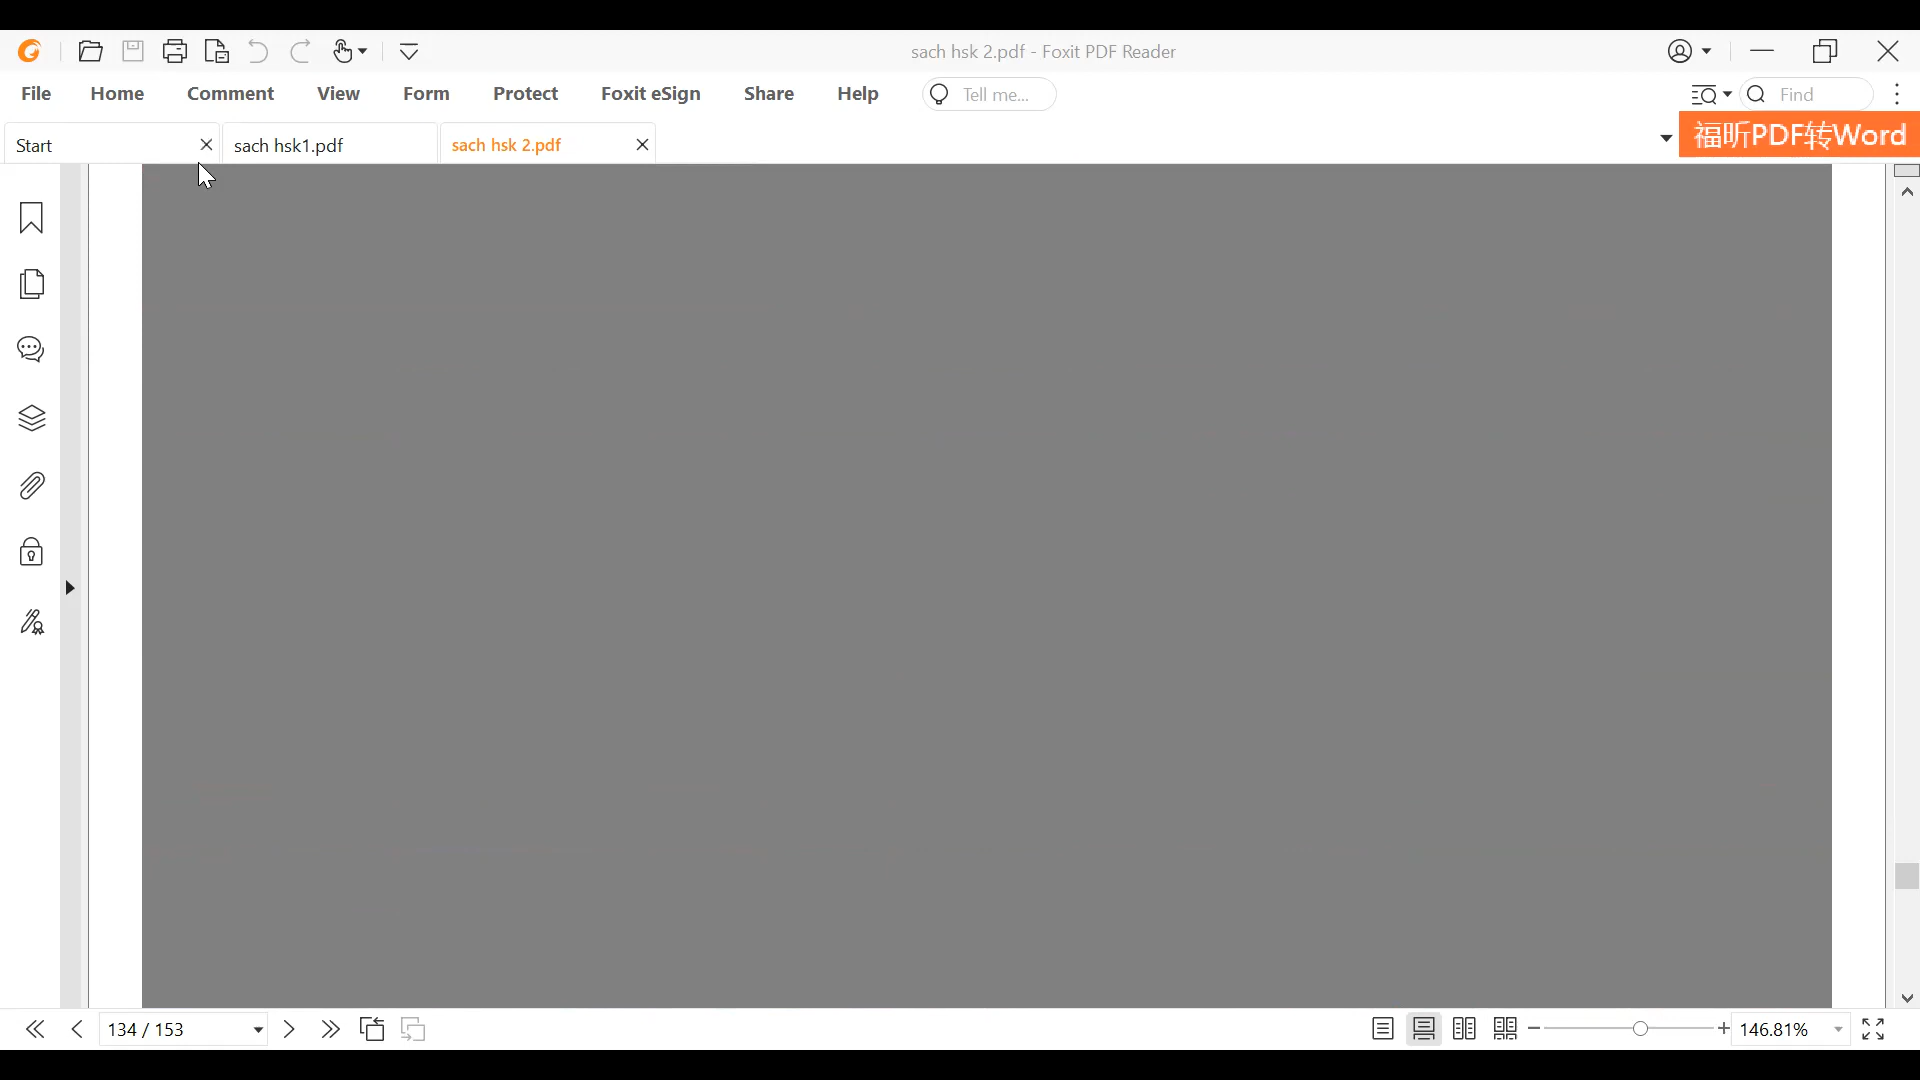 sach hsk 2.pdf - Foxit PDF Reader
File Home Comment View Form Protect Foxit eSign Share Help Tell me... Find
Start sach hsk1.pdf sach hsk 2.pdf 福昕PDF转Word
134 / 153 146.81%